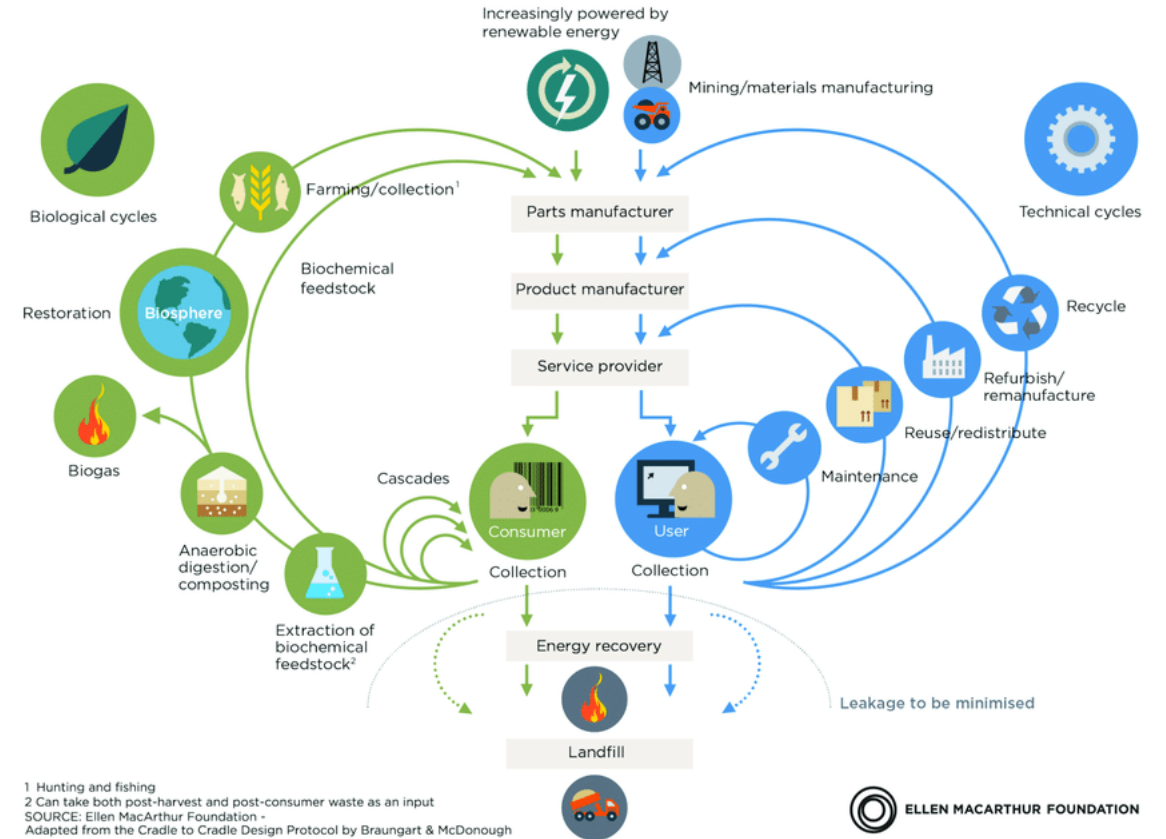 Increasingly powered by
renewable energy
Mining/materials manufacturing
Biological cycles
Technical cycles
Farming/collection¹
Parts manufacturer
Biochemical
feedstock
Product manufacturer
Restoration
Biosphere
Recycle
Service provider
Refurbish/
remanufacture
Reuse/redistribute
Biogas
Cascades
Maintenance
Consumer
User
Anaerobic
digestion/
composting
Collection
Collection
Extraction of
biochemical
feedstock²
Energy recovery
Leakage to be minimised
Landfill
1 Hunting and fishing
2 Can take both post-harvest and post-consumer waste as an input
SOURCE: Ellen MacArthur Foundation -
Adapted from the Cradle to Cradle Design Protocol by Braungart & McDonough
ELLEN MACARTHUR FOUNDATION